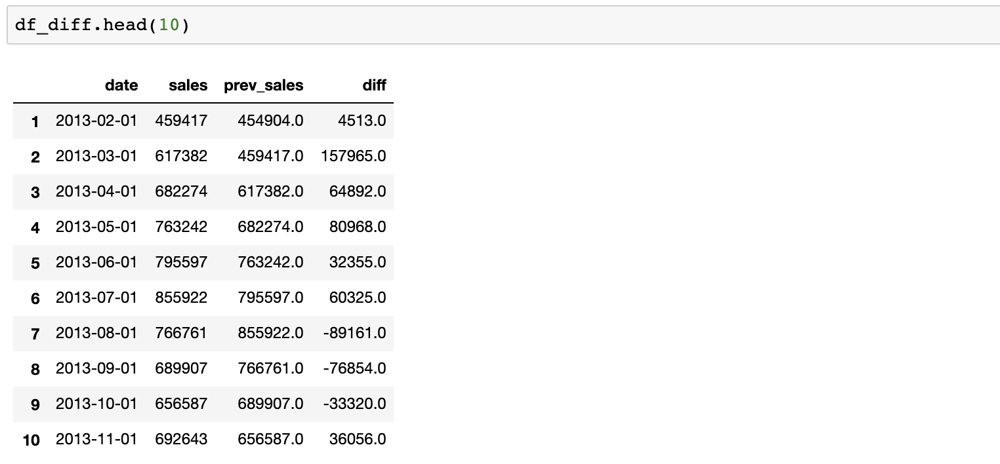 df_diff.head(10)
date sales prev_sales diff
1 2013-02-01 459417 454904.0 4513.0
2 2013-03-01 617382 459417.0 157965.0
3 2013-04-01 682274 617382.0 64892.0
4 2013-05-01 763242 682274.0 80968.0
5 2013-06-01 795597 763242.0 32355.0
6 2013-07-01 855922 795597.0 60325.0
7 2013-08-01 766761 855922.0 -89161.0
8 2013-09-01 689907 766761.0 -76854.0
9 2013-10-01 656587 689907.0 -33320.0
10 2013-11-01 692643 656587.0 36056.0